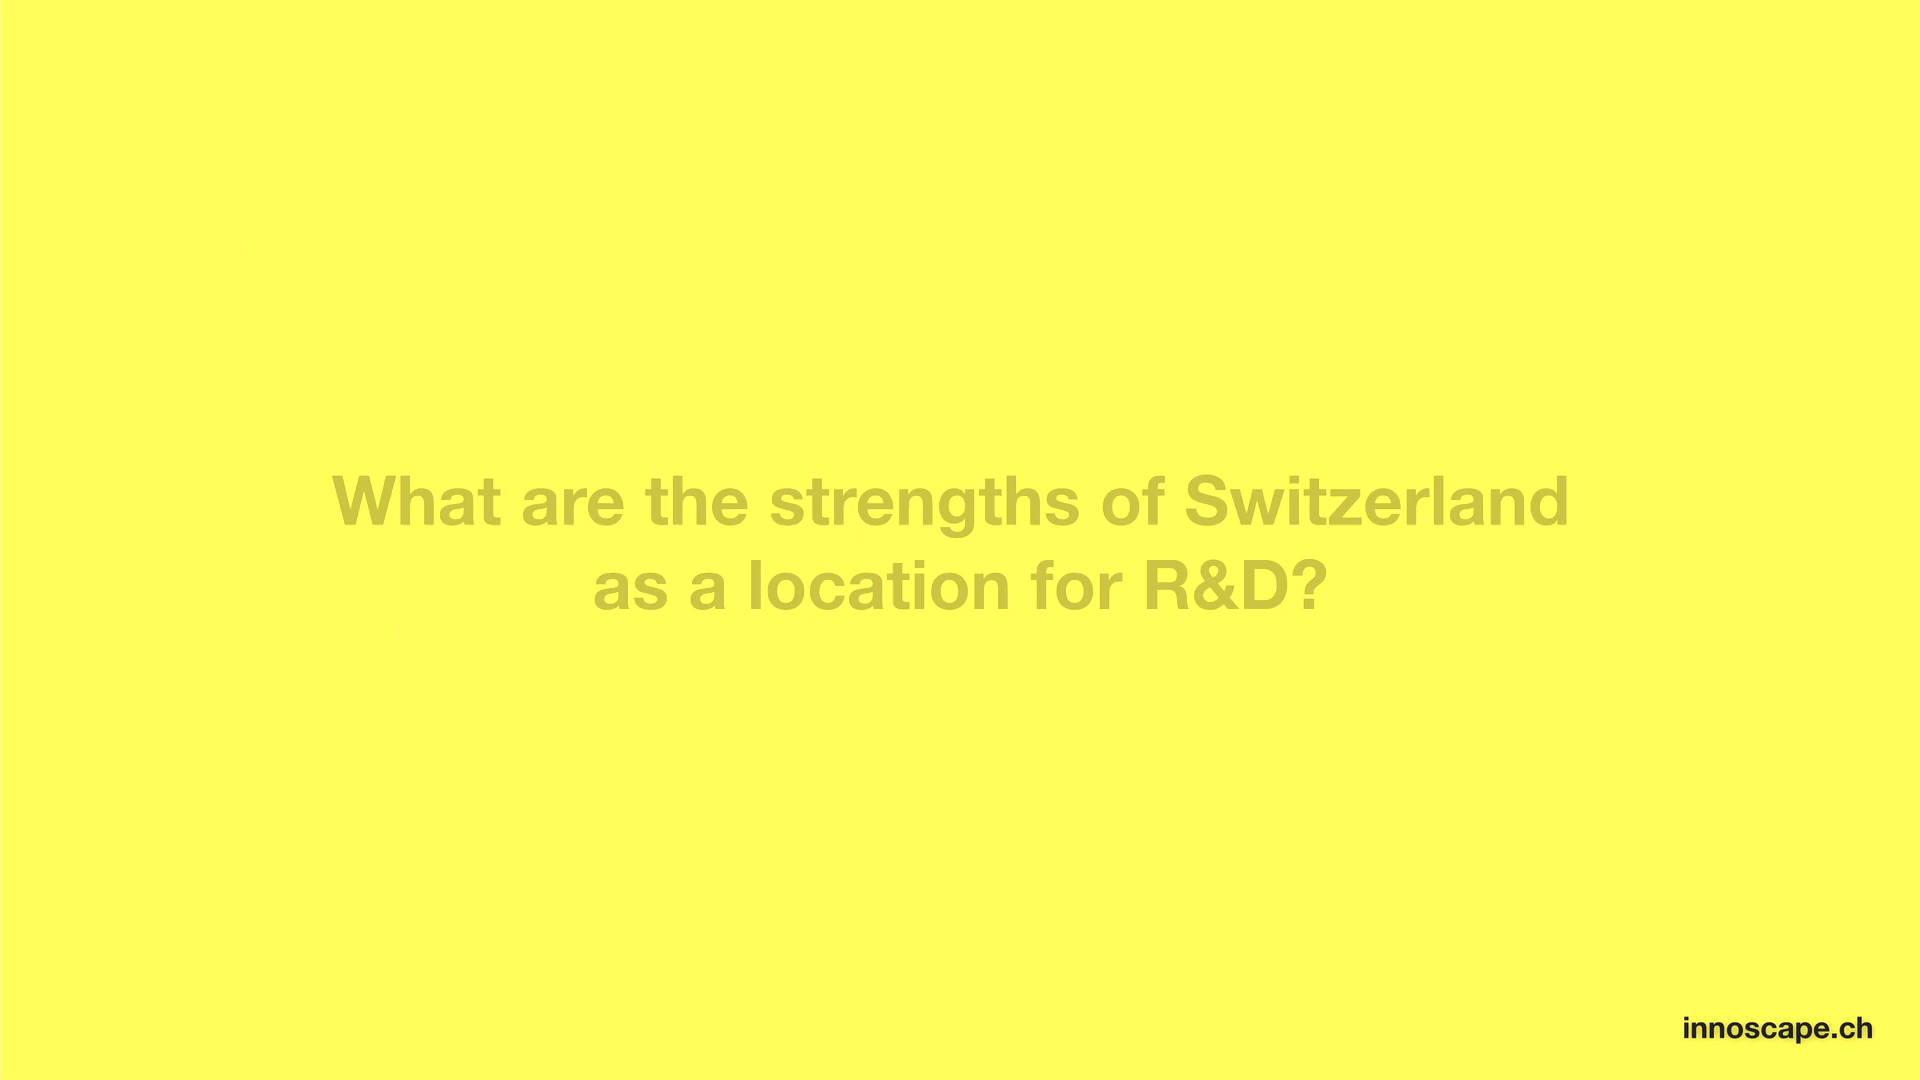 What are the strengths of Switzerland
as a location for R&D?
innoscape.ch